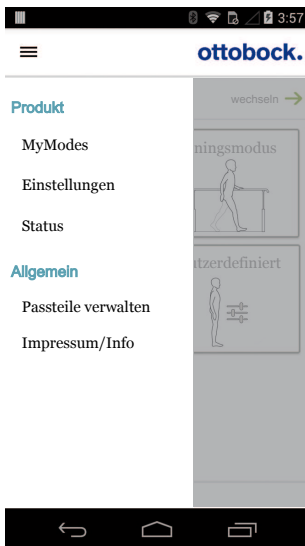 3:57
ottobock.
Produkt
wechseln
MyModes
ningsmodus
Einstellungen
Status
Allgemein
tzerdefiniert
Passteile verwalten
Impressum/Info